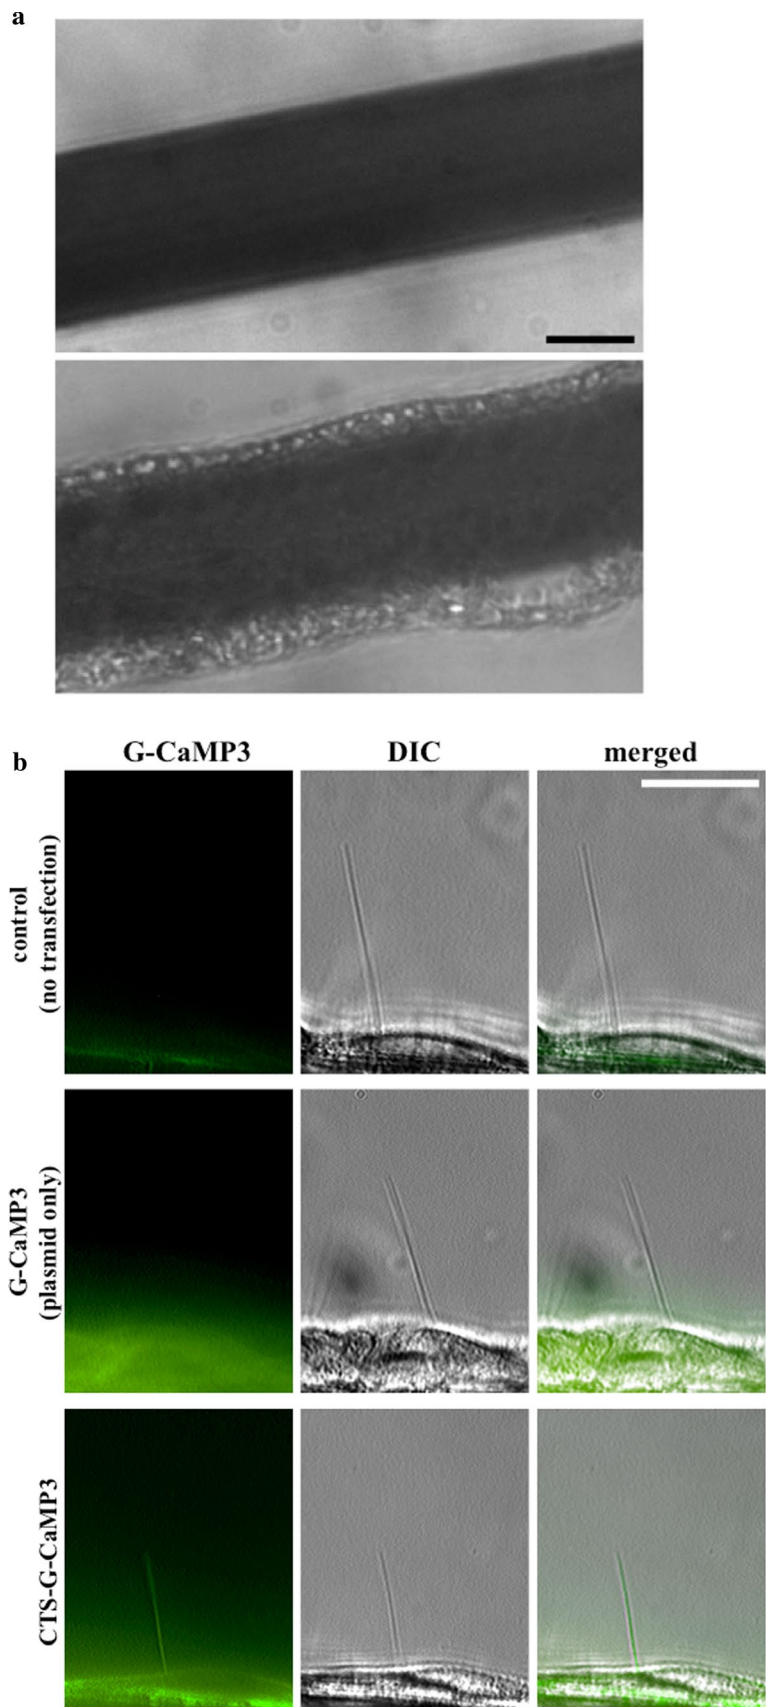 a
b
G-CaMP3 DIC merged
control
(no transfection)
G-CaMP3
(plasmid only)
CTS-G-CaMP3